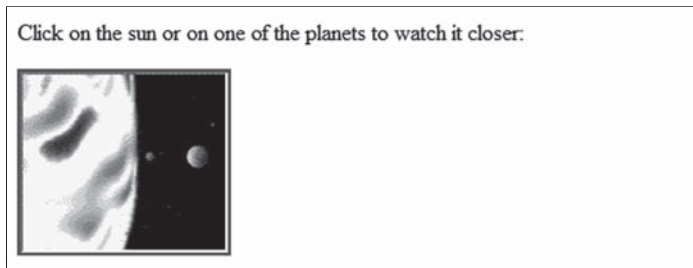 Click on the sun or on one of the planets to watch it closer: